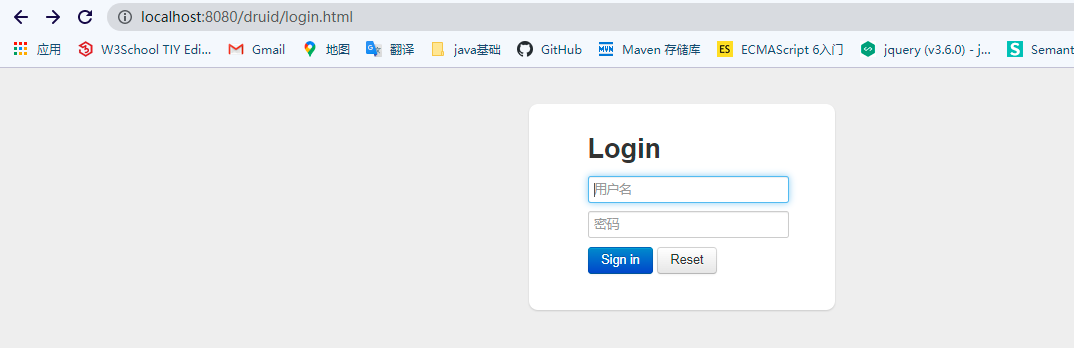 localhost:8080/druid/login.html
应用 W3School TIY Edi... Gmail 地图 翻译 java基础 GitHub Maven 存储库 ES ECMAScript 6入门 jquery (v3.6.0) - j... Semant
Login
用户名
密码
Sign in Reset